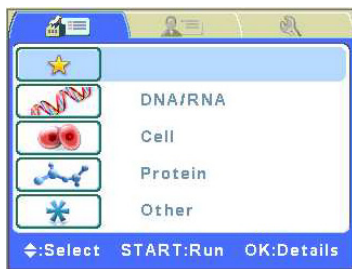 DNA/RNA
Cell
Protein
Other
:Select START:Run OK:Details